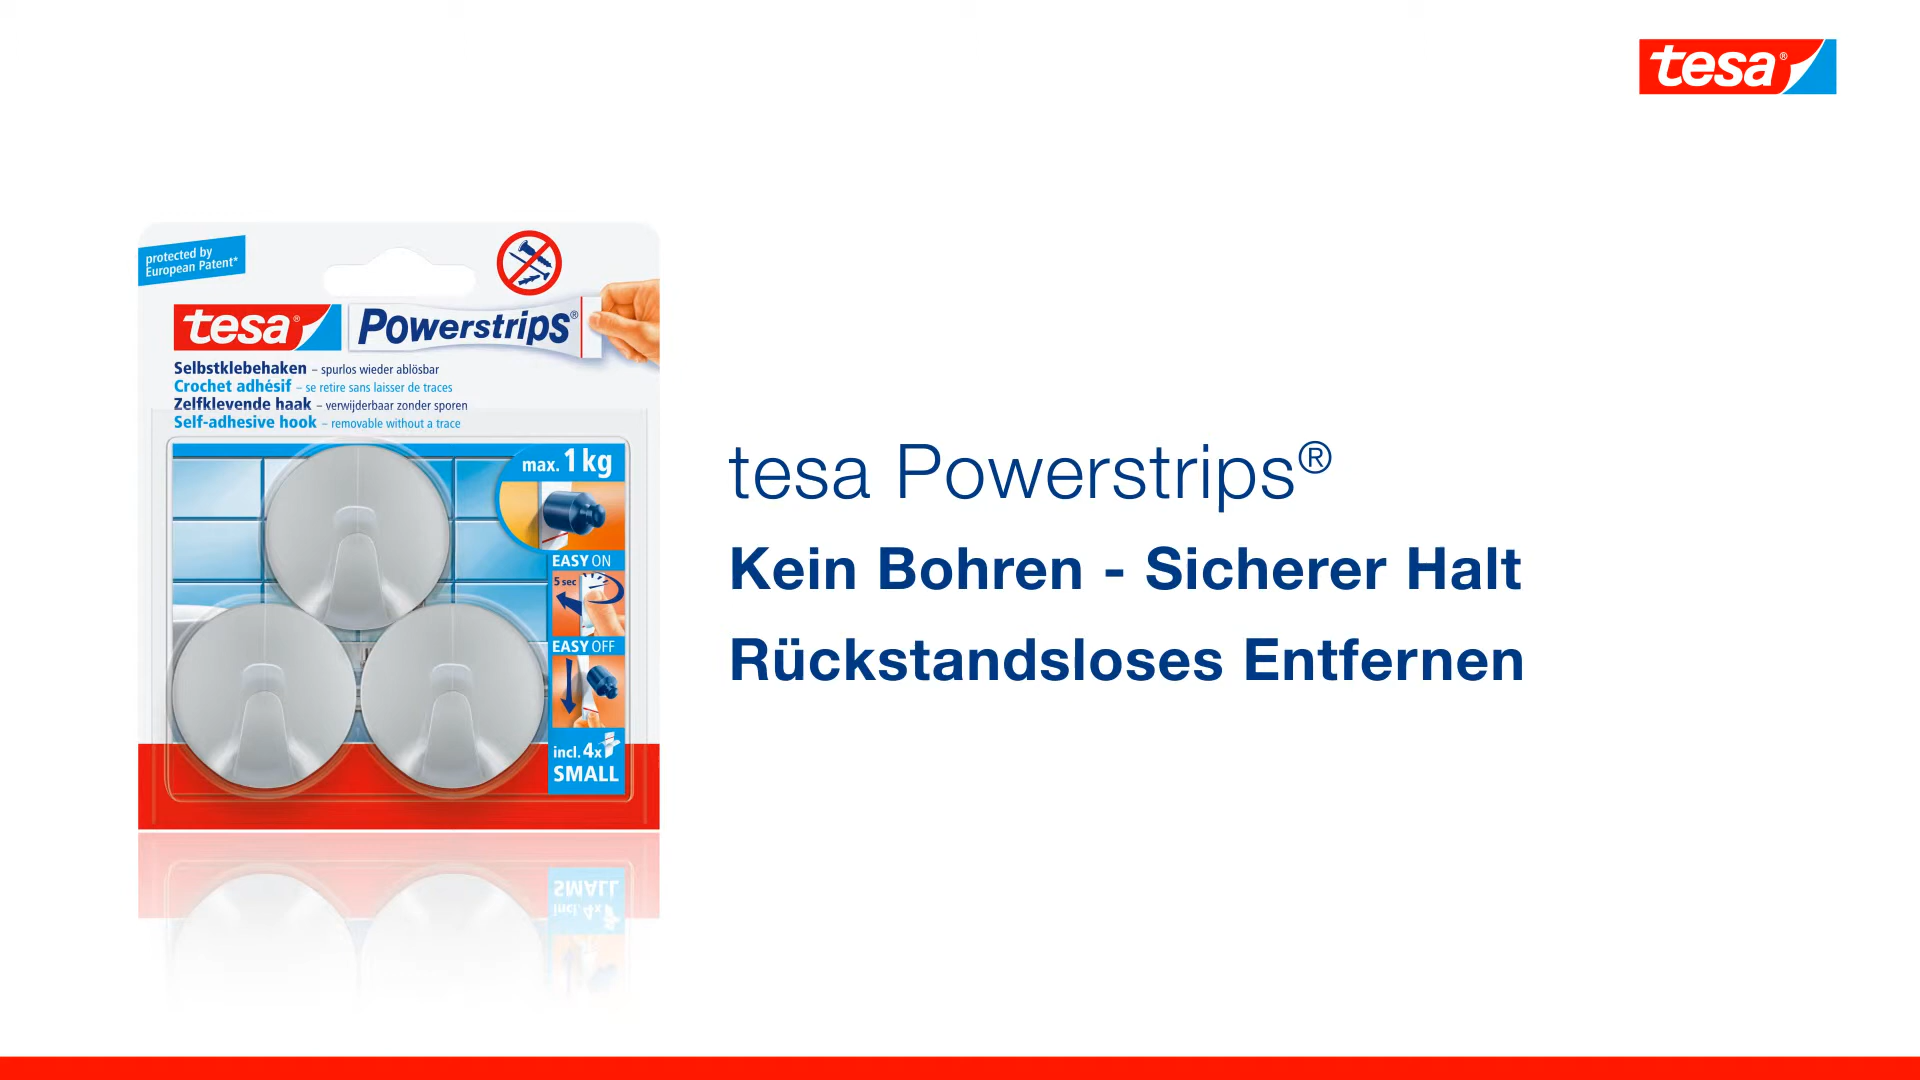 tesa®
protected by
European Patent*
tesa® Powerstrips®
Selbstklebehaken – spurlos wieder ablösbar
Crochet adhésif – se retire sans laisser de traces
Zelfklevende haak – verwijderbaar zonder sporen
Self-adhesive hook – removable without a trace
max. 1 kg
EASY ON
5 sec
EASY OFF
incl. 4x
SMALL
tesa Powerstrips®
Kein Bohren - Sicherer Halt
Rückstandsloses Entfernen